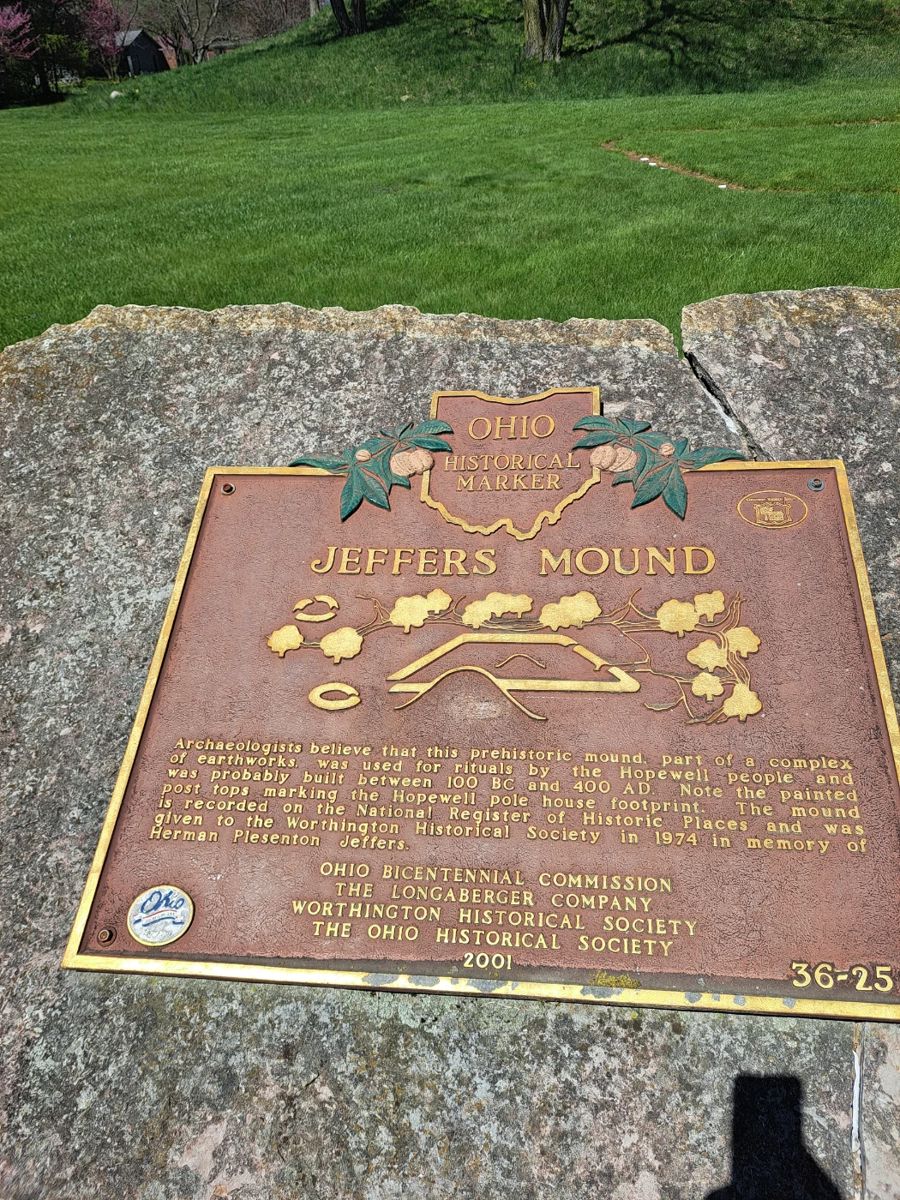 OHIO
HISTORICAL
MARKER
JEFFERS MOUND
Archaeologists believe that this prehistoric mound, part of a complex
of earthworks, was used for rituals by the Hopewell people and
was probably built between 100 BC and 400 AD. Note the painted
post tops marking the Hopewell pole house footprint. The mound
is recorded on the National Register of Historic Places and was
given to the Worthington Historical Society in 1974 in memory of
Herman Plesenton Jeffers.
OHIO BICENTENNIAL COMMISSION
THE LONGABERGER COMPANY
WORTHINGTON HISTORICAL SOCIETY
THE OHIO HISTORICAL SOCIETY
2001
Ohio
36-25